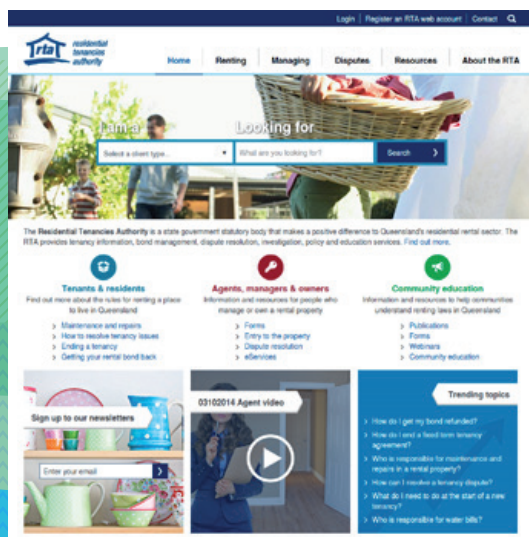 Login | Register an RTA web account | Contact
rta residential
tenancies
authority
Home Renting Managing Disputes Resources About the RTA
I am a Looking for
Select a client type... What are you looking for? Search
The Residential Tenancies Authority is a state government statutory body that makes a positive difference to Queensland's residential rental sector. The
RTA provides tenancy information, bond management, dispute resolution, investigation, policy and education services. Find out more.
Tenants & residents
Find out more about the rules for renting a place
to live in Queensland
> Maintenance and repairs
> How to resolve tenancy issues
> Ending a tenancy
> Getting your rental bond back
Agents, managers & owners
Information and resources for people who
manage or own a rental property
> Forms
> Entry to the property
> Dispute resolution
> eServices
Community education
Information and resources to help communities
understand renting laws in Queensland
> Publications
> Forms
> Webinars
> Community education
Sign up to our newsletters
Enter your email
03102014 Agent video
Trending topics
> How do I get my bond refunded?
> How do I end a fixed term tenancy
agreement?
> Who is responsible for maintenance and
repairs in a rental property?
> How can I resolve a tenancy dispute?
> What do I need to do at the start of a new
tenancy?
> Who is responsible for water bills?